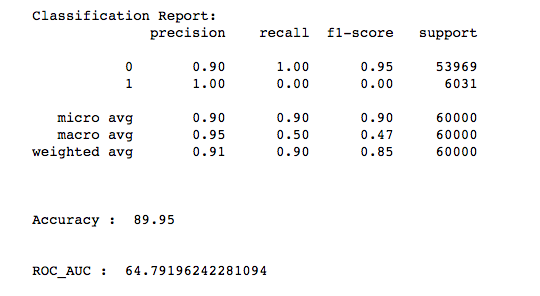 Classification Report:
precision recall f1-score support
0 0.90 1.00 0.95 53969
1 1.00 0.00 0.00 6031
micro avg 0.90 0.90 0.90 60000
macro avg 0.95 0.50 0.47 60000
weighted avg 0.91 0.90 0.85 60000
Accuracy : 89.95
ROC_AUC : 64.79196242281094